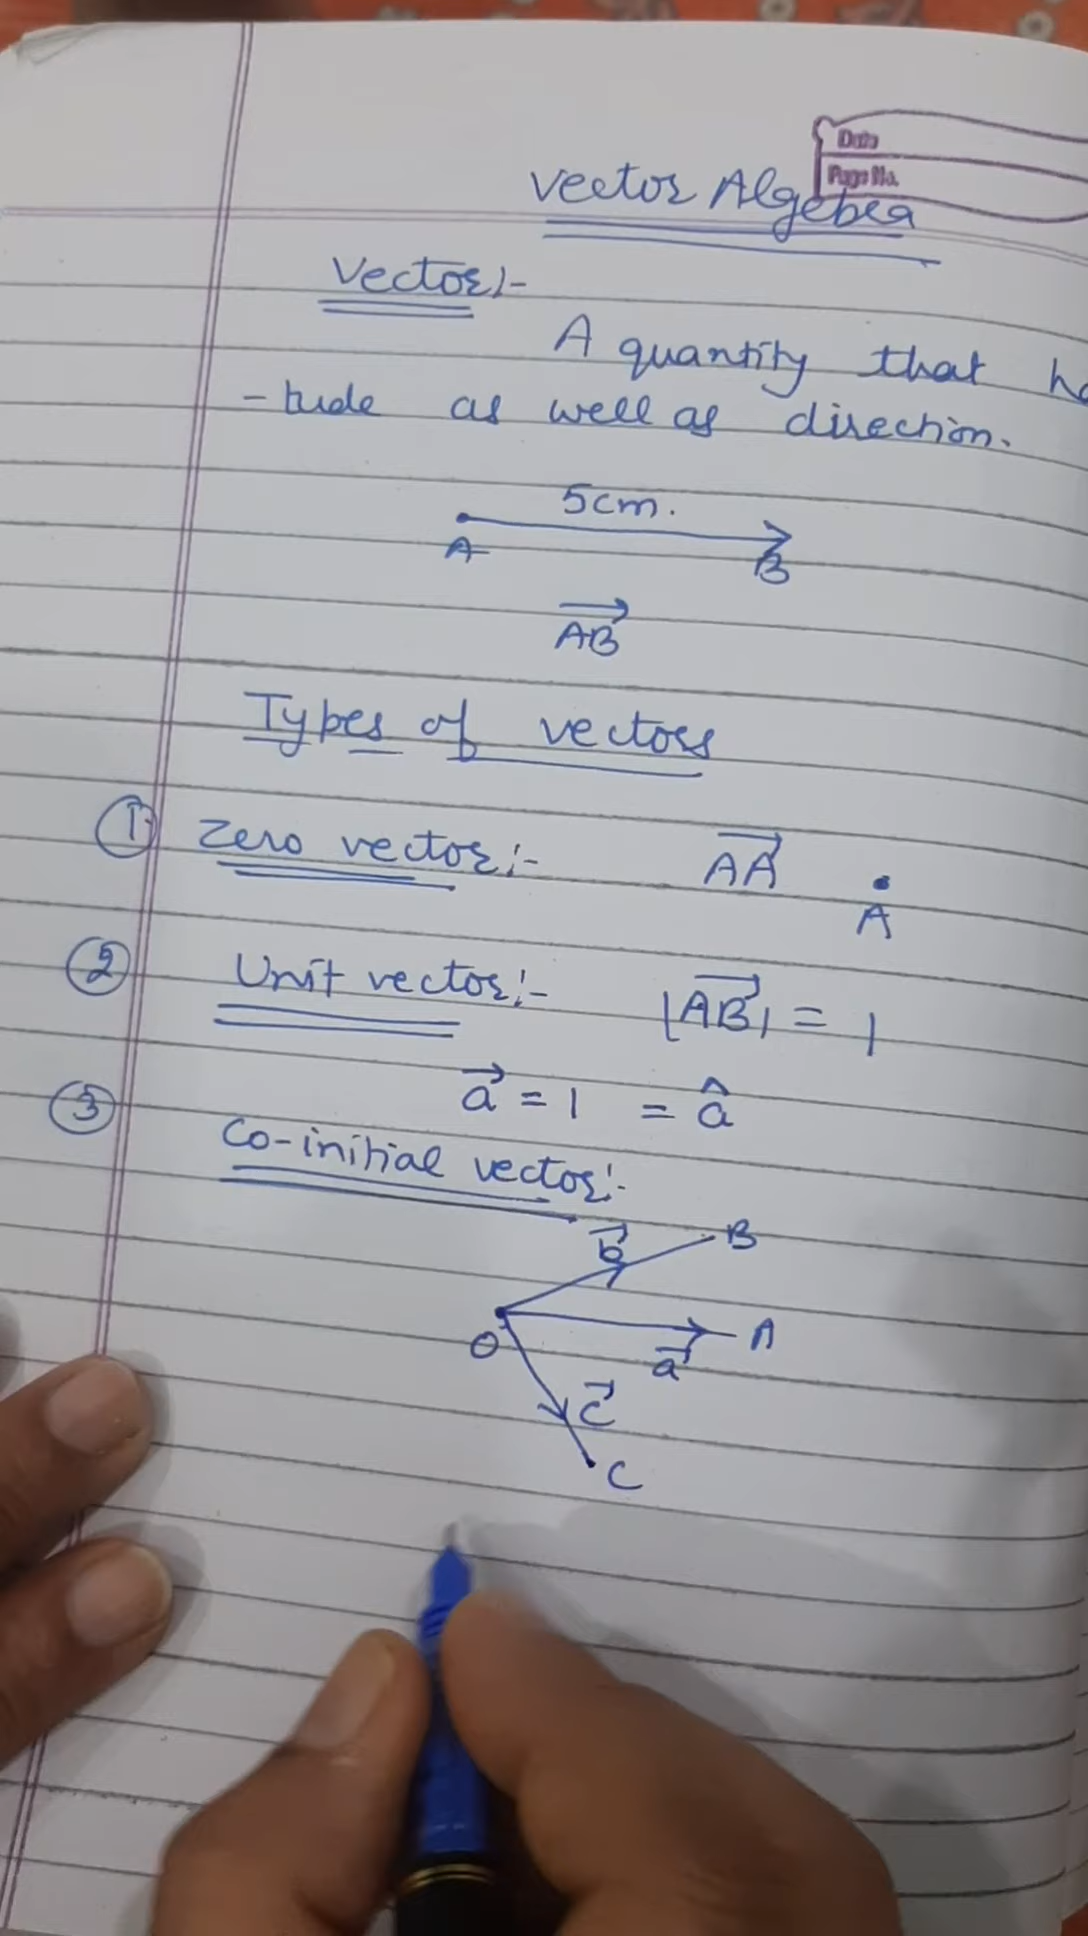 Date
Page No.
Vector Algebra
Vector:-
A quantity that
-tude as well as direction.
5cm.
A B
AB
Types of vectors
1 Zero vector:- AA
A
2 Unit vector:- |AB| = 1
a = 1 = â
3 Co-initial vector:-
b B
O A
a
c
C